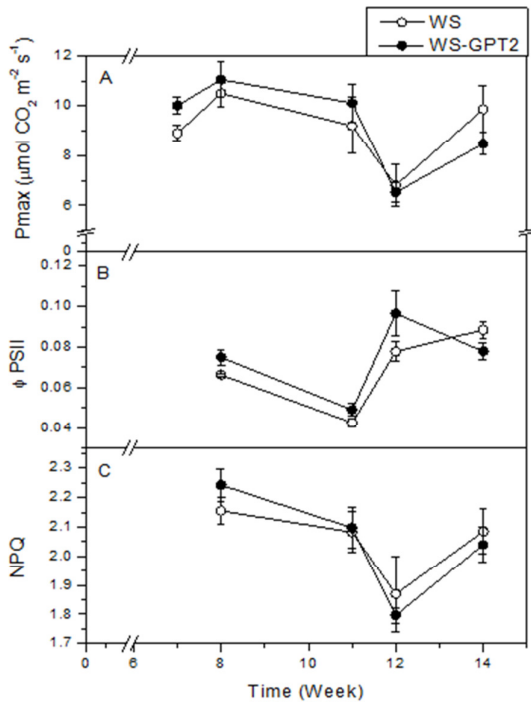 WS
WS-GPT2
A
Pmax (μmol CO₂ m⁻² s⁻¹)
12
10
8
6
0
B
ϕ PSII
0.12
0.10
0.08
0.06
0.04
C
NPQ
2.3
2.2
2.1
2.0
1.9
1.8
1.7
0 6 8 10 12 14
Time (Week)